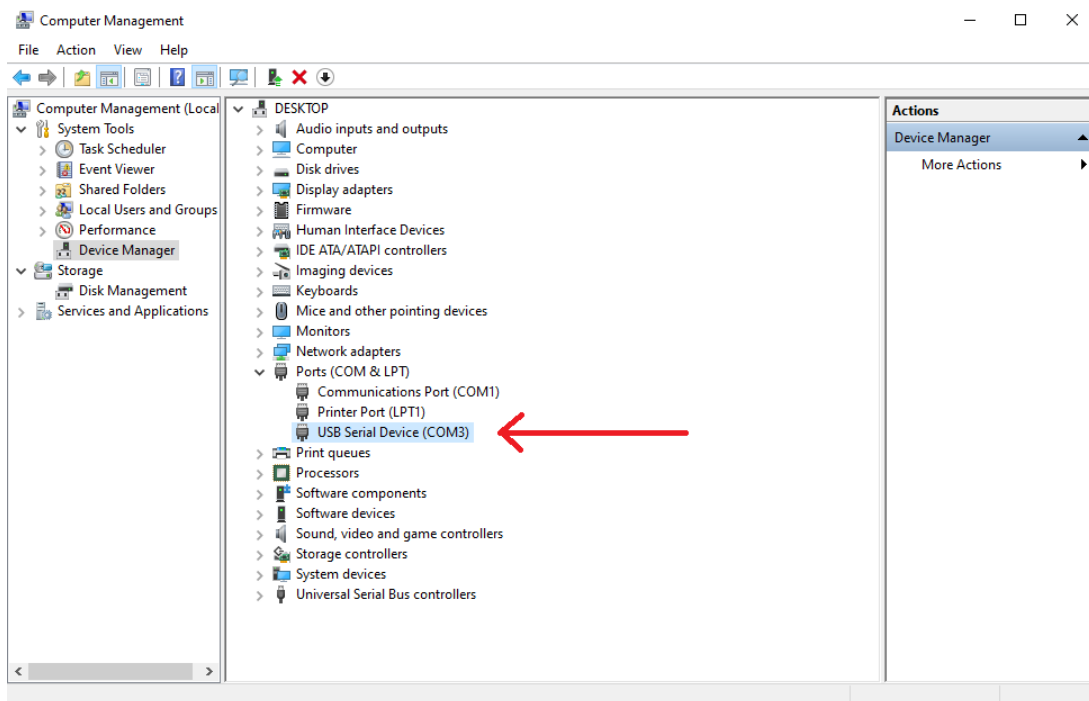 Computer Management
File Action View Help
Computer Management (Local
System Tools
Task Scheduler
Event Viewer
Shared Folders
Local Users and Groups
Performance
Device Manager
Storage
Disk Management
Services and Applications
DESKTOP
Audio inputs and outputs
Computer
Disk drives
Display adapters
Firmware
Human Interface Devices
IDE ATA/ATAPI controllers
Imaging devices
Keyboards
Mice and other pointing devices
Monitors
Network adapters
Ports (COM & LPT)
Communications Port (COM1)
Printer Port (LPT1)
USB Serial Device (COM3)
Print queues
Processors
Software components
Software devices
Sound, video and game controllers
Storage controllers
System devices
Universal Serial Bus controllers
Actions
Device Manager
More Actions